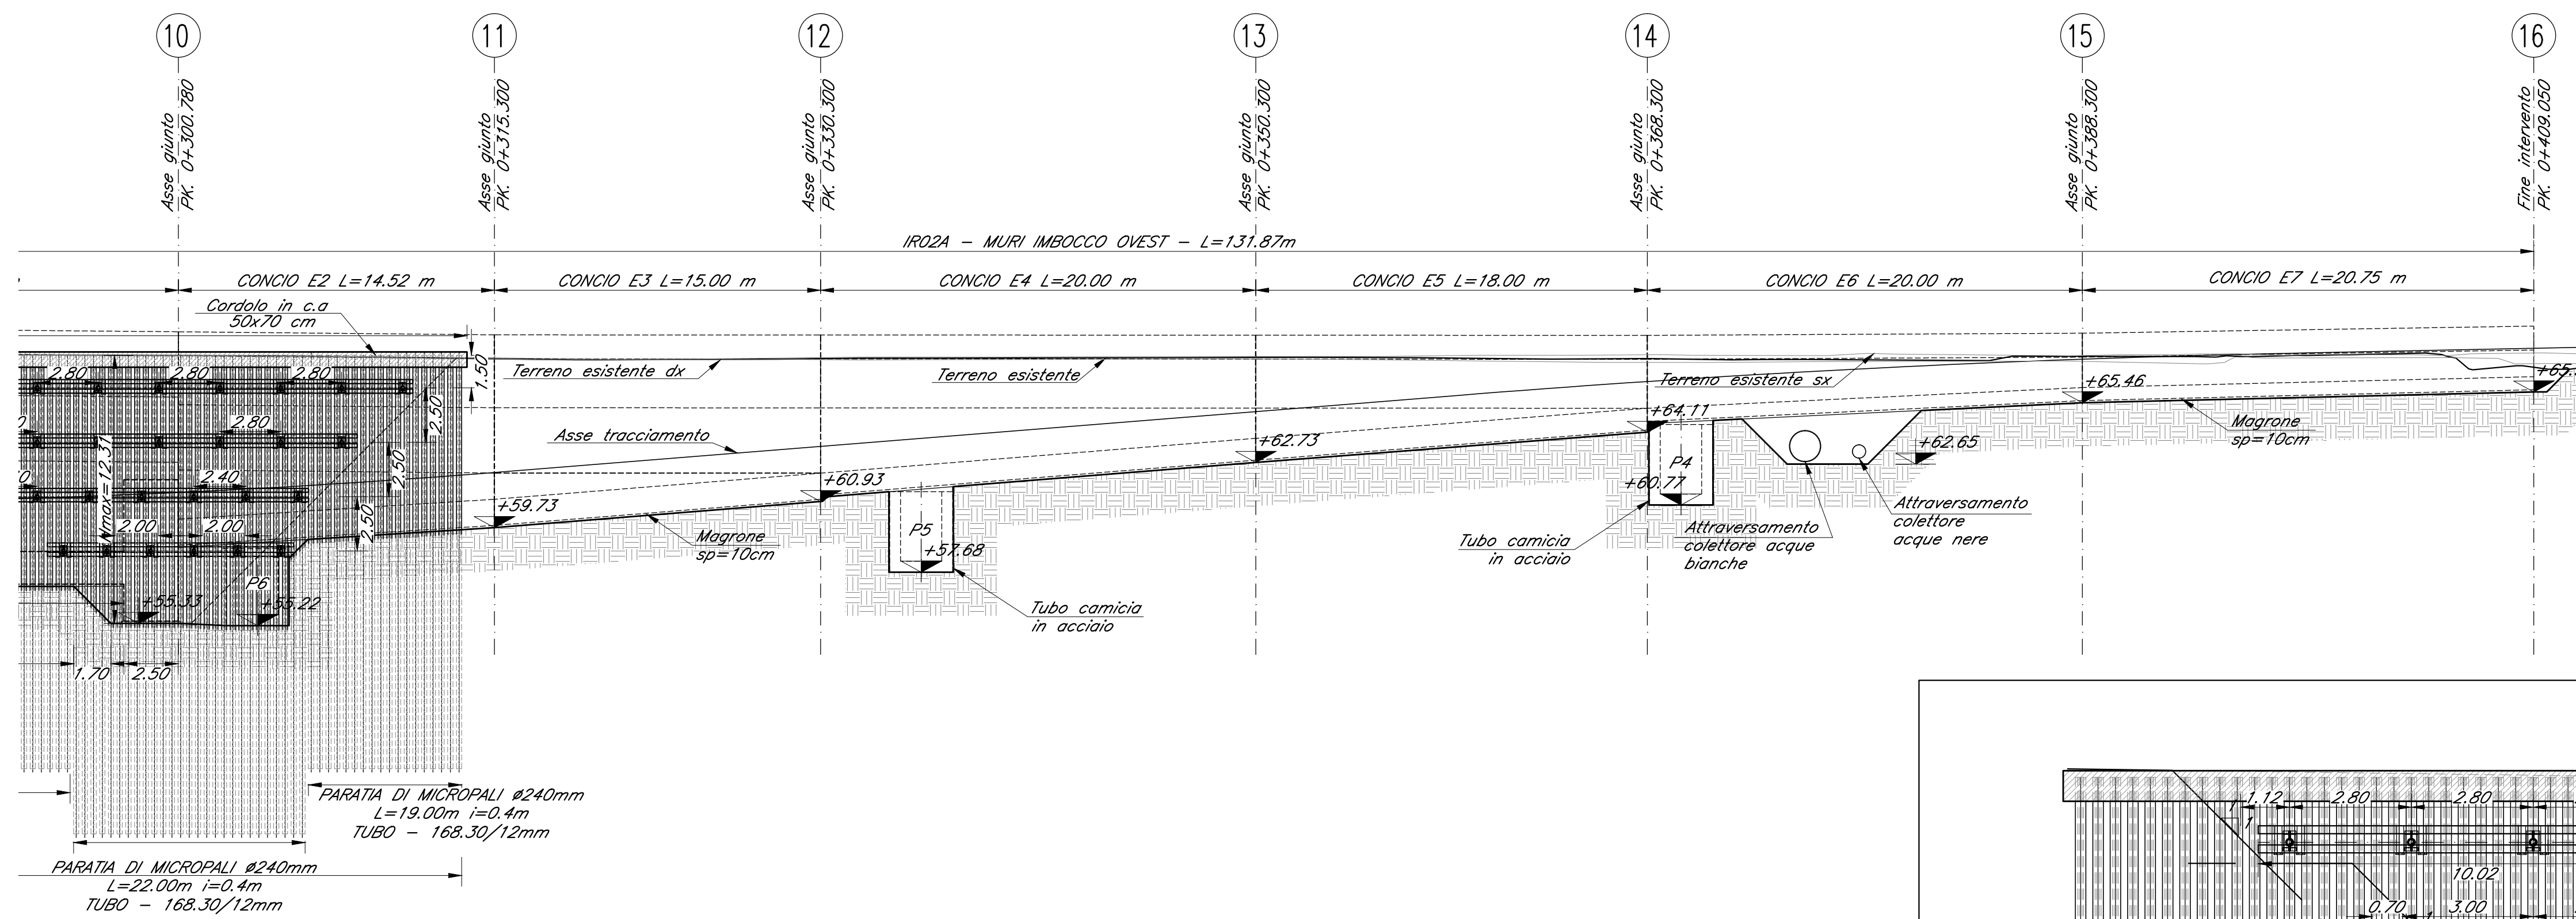 10
11
12
13
14
15
16
Asse giunto
PK. 0+300.780
Asse giunto
PK. 0+315.300
Asse giunto
PK. 0+330.300
Asse giunto
PK. 0+350.300
Asse giunto
PK. 0+368.300
Asse giunto
PK. 0+388.300
Fine intervento
PK. 0+409.050
IR02A - MURI IMBOCCO OVEST - L=131.87m
CONCIO E2 L=14.52 m
CONCIO E3 L=15.00 m
CONCIO E4 L=20.00 m
CONCIO E5 L=18.00 m
CONCIO E6 L=20.00 m
CONCIO E7 L=20.75 m
Cordolo in c.a
50x70 cm
1.50
Terreno esistente dx
Terreno esistente
Terreno esistente sx
2.80
2.80
2.80
2.50
2.80
2.50
2.40
2.50
2.00
2.00
Hmax=12.31
P6
+55.33
+55.22
1.70
2.50
Asse tracciamento
+59.73
+60.93
+62.73
+64.11
+65.46
Magrone
sp=10cm
P5
+57.68
Tubo camicia
in acciaio
P4
+60.77
Tubo camicia
in acciaio
+62.65
Attraversamento
colettore acque
bianche
Attraversamento
colettore
acque nere
Magrone
sp=10cm
PARATIA DI MICROPALI ø240mm
L=19.00m i=0.4m
TUBO - 168.30/12mm
PARATIA DI MICROPALI ø240mm
L=22.00m i=0.4m
TUBO - 168.30/12mm
1
1
1.12
2.80
2.80
10.02
0.70
3.00